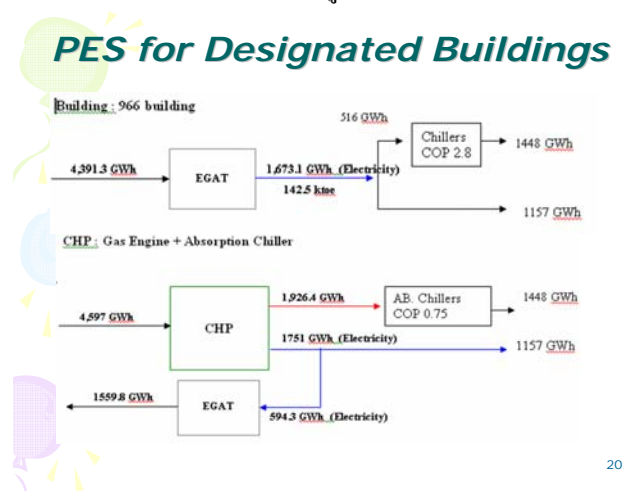 PES for Designated Buildings
Building : 966 building
516 GWh
Chillers
COP 2.8
1448 GWh
4,391.3 GWh
EGAT
1,673.1 GWh (Electricity)
142.5 ktoe
1157 GWh
CHP : Gas Engine + Absorption Chiller
1,926.4 GWh
AB. Chillers
COP 0.75
1448 GWh
4,597 GWh
CHP
1751 GWh (Electricity)
1157 GWh
1559.8 GWh
EGAT
594.3 GWh (Electricity)
20